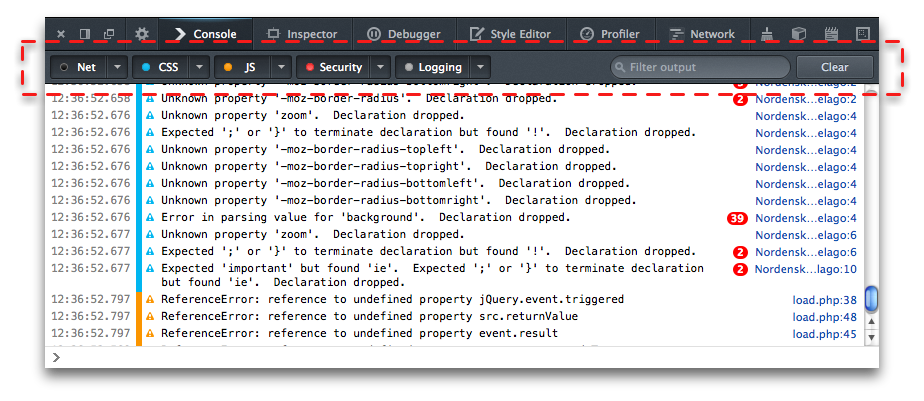 Console Inspector Debugger Style Editor Profiler Network
Net CSS JS Security Logging Filter output Clear
12:36:52.658 Unknown property '-moz-border-radius'. Declaration dropped. 2 Nordensk…elago:2
12:36:52.676 Unknown property 'zoom'. Declaration dropped. Nordensk…elago:4
12:36:52.676 Expected ';' or '}' to terminate declaration but found '!'. Declaration dropped. Nordensk…elago:4
12:36:52.676 Unknown property '-moz-border-radius-topleft'. Declaration dropped. Nordensk…elago:4
12:36:52.676 Unknown property '-moz-border-radius-topright'. Declaration dropped. Nordensk…elago:4
12:36:52.676 Unknown property '-moz-border-radius-bottomleft'. Declaration dropped. Nordensk…elago:4
12:36:52.676 Unknown property '-moz-border-radius-bottomright'. Declaration dropped. Nordensk…elago:4
12:36:52.676 Error in parsing value for 'background'. Declaration dropped. 39 Nordensk…elago:4
12:36:52.677 Unknown property 'zoom'. Declaration dropped. Nordensk…elago:6
12:36:52.677 Expected ';' or '}' to terminate declaration but found '!'. Declaration dropped. 2 Nordensk…elago:6
12:36:52.677 Expected 'important' but found 'ie'. Expected ';' or '}' to terminate declaration 2 Nordensk…lago:10
but found 'ie'. Declaration dropped.
12:36:52.797 ReferenceError: reference to undefined property jQuery.event.triggered load.php:38
12:36:52.797 ReferenceError: reference to undefined property src.returnValue load.php:48
12:36:52.797 ReferenceError: reference to undefined property event.result load.php:45